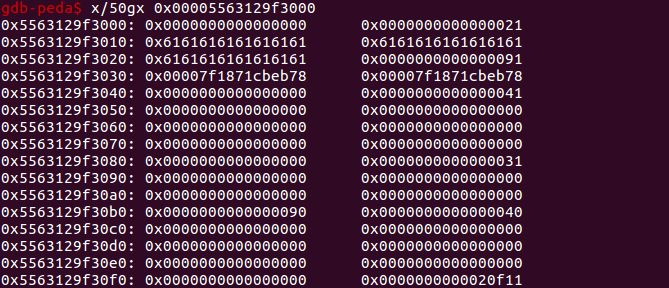 gdb-peda$ x/50gx 0x00005563129f3000
0x5563129f3000: 0x0000000000000000 0x0000000000000021
0x5563129f3010: 0x6161616161616161 0x6161616161616161
0x5563129f3020: 0x6161616161616161 0x0000000000000091
0x5563129f3030: 0x00007f1871cbeb78 0x00007f1871cbeb78
0x5563129f3040: 0x0000000000000000 0x0000000000000041
0x5563129f3050: 0x0000000000000000 0x0000000000000000
0x5563129f3060: 0x0000000000000000 0x0000000000000000
0x5563129f3070: 0x0000000000000000 0x0000000000000000
0x5563129f3080: 0x0000000000000000 0x0000000000000031
0x5563129f3090: 0x0000000000000000 0x0000000000000000
0x5563129f30a0: 0x0000000000000000 0x0000000000000000
0x5563129f30b0: 0x0000000000000090 0x0000000000000040
0x5563129f30c0: 0x0000000000000000 0x0000000000000000
0x5563129f30d0: 0x0000000000000000 0x0000000000000000
0x5563129f30e0: 0x0000000000000000 0x0000000000000000
0x5563129f30f0: 0x0000000000000000 0x0000000000020f11